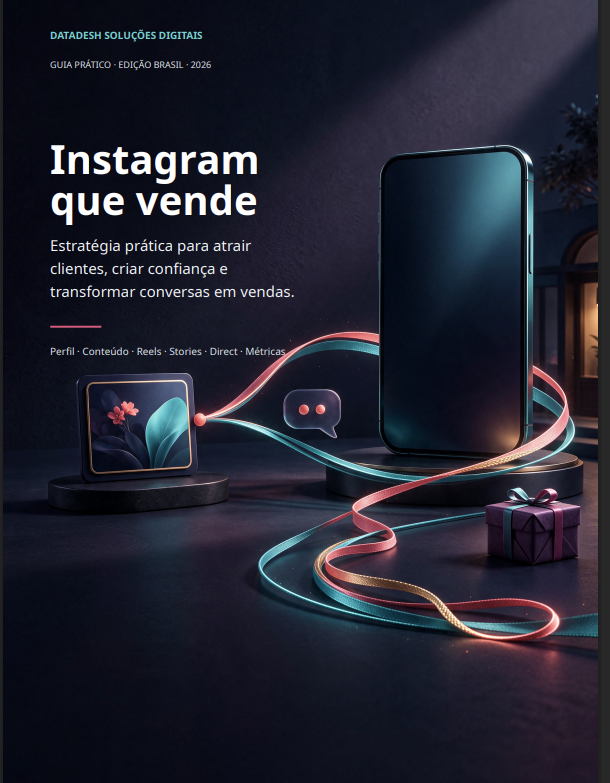 DATADESH SOLUÇÕES DIGITAIS
GUIA PRÁTICO · EDIÇÃO BRASIL · 2026
Instagram
que vende
Estratégia prática para atrair
clientes, criar confiança e
transformar conversas em vendas.
Perfil · Conteúdo · Reels · Stories · Direct · Métricas